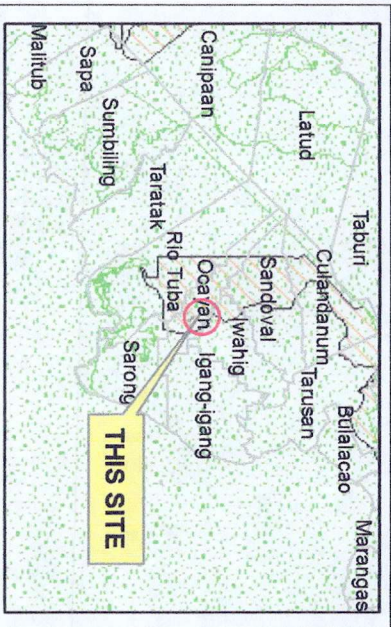 Taburi
Marangas
Bulalacao
Culandanum
Latud
Tarusan
Sandoval
Iwahig
Canipaan
Ocayan
Igang-igang
Rio Tuba
Taratak
Sarong
THIS SITE
Sumbiling
Sapa
Malitub